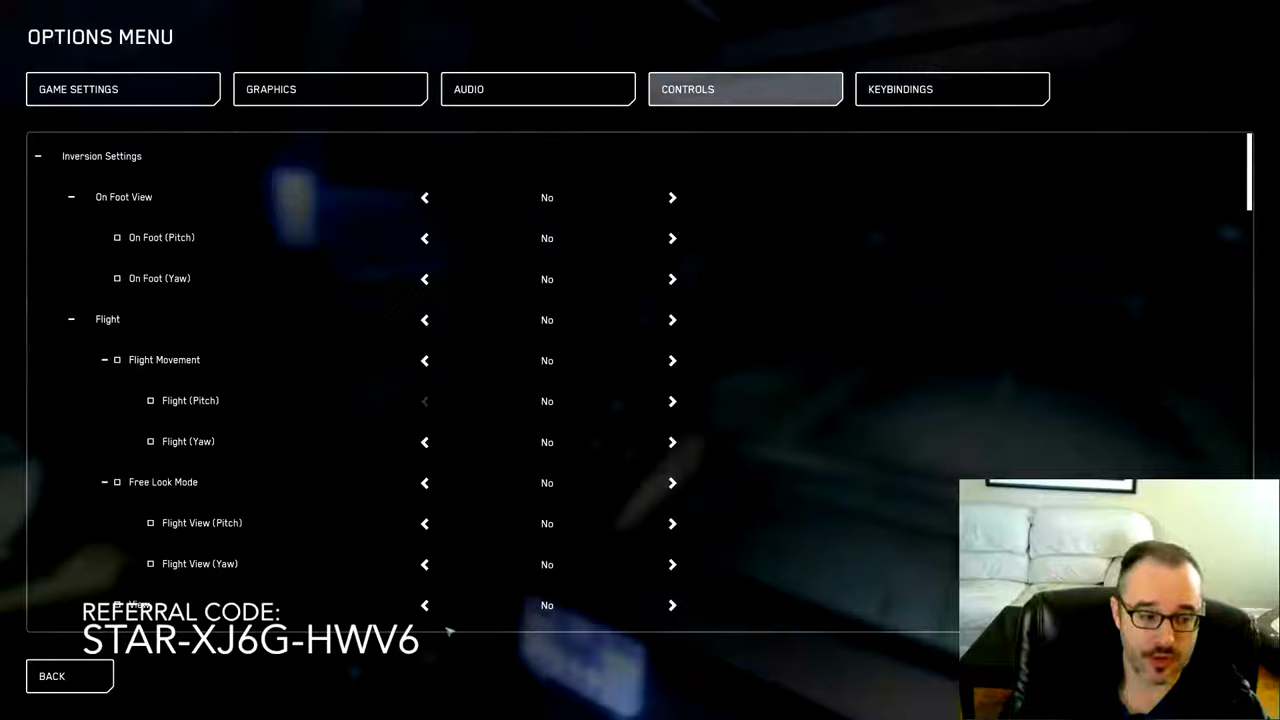 OPTIONS MENU
GAME SETTINGS
GRAPHICS
AUDIO
CONTROLS
KEYBINDINGS
Inversion Settings
On Foot View No
On Foot (Pitch) No
On Foot (Yaw) No
Flight No
Flight Movement No
Flight (Pitch) No
Flight (Yaw) No
Free Look Mode No
Flight View (Pitch) No
Flight View (Yaw) No
View No
REFERRAL CODE:
STAR-XJ6G-HWV6
BACK